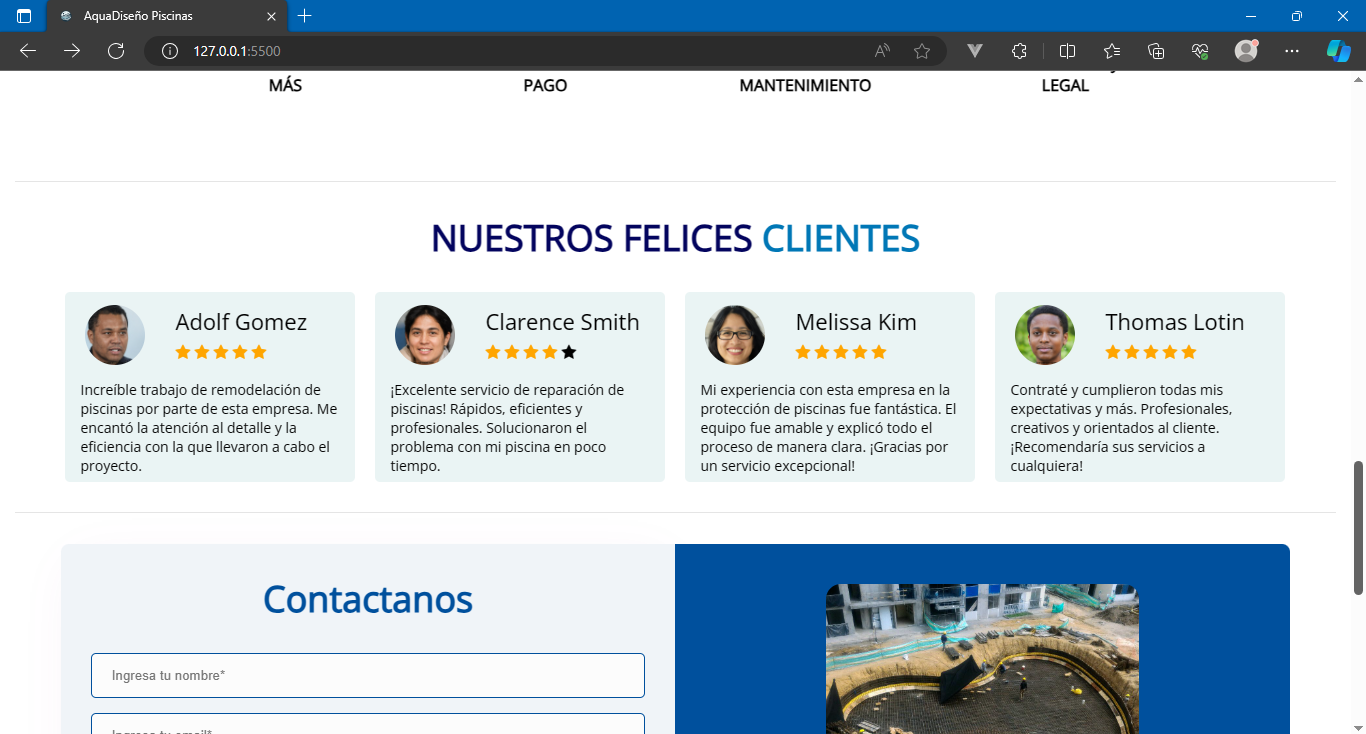 AquaDiseño Piscinas
127.0.0.1:5500
MÁS
PAGO
MANTENIMIENTO
LEGAL
NUESTROS FELICES CLIENTES
Adolf Gomez
Increíble trabajo de remodelación de
piscinas por parte de esta empresa. Me
encantó la atención al detalle y la
eficiencia con la que llevaron a cabo el
proyecto.
Clarence Smith
¡Excelente servicio de reparación de
piscinas! Rápidos, eficientes y
profesionales. Solucionaron el
problema con mi piscina en poco
tiempo.
Melissa Kim
Mi experiencia con esta empresa en la
protección de piscinas fue fantástica. El
equipo fue amable y explicó todo el
proceso de manera clara. ¡Gracias por
un servicio excepcional!
Thomas Lotin
Contraté y cumplieron todas mis
expectativas y más. Profesionales,
creativos y orientados al cliente.
¡Recomendaría sus servicios a
cualquiera!
Contactanos
Ingresa tu nombre*
Ingresa tu email*